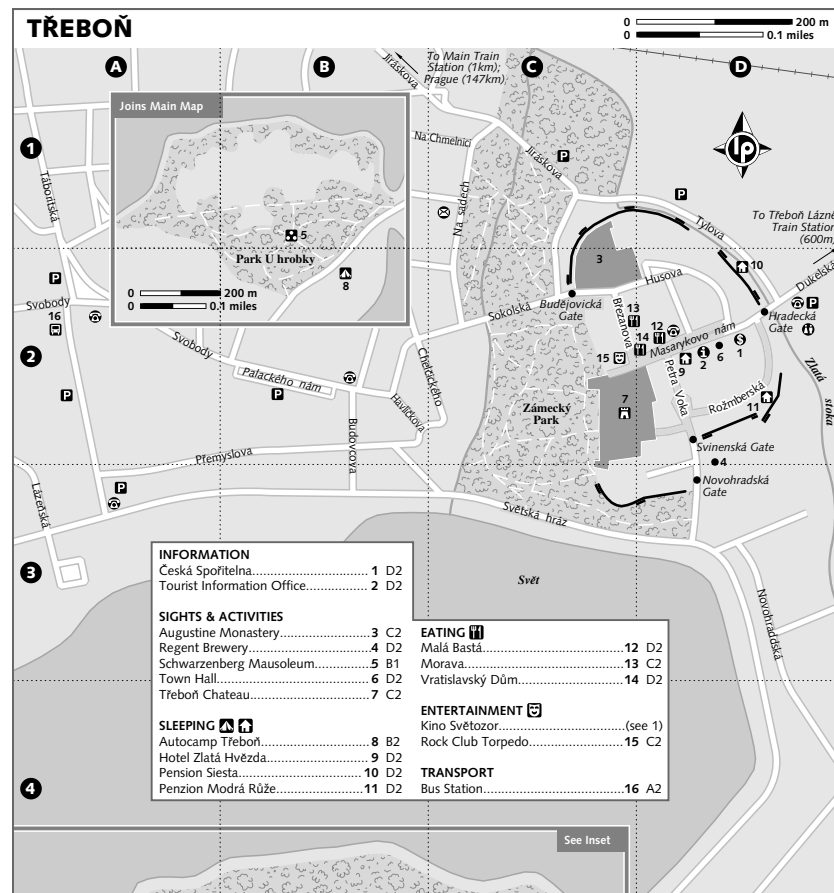 TŘEBOŇ
0 200 m
0 0.1 miles
A
B
C
D
1
2
3
4
To Main Train
Station (1km);
Prague (147km)
Jiráskova
Joins Main Map
Na Chmelnici
Jiráskova
P
P
lp
Táboritská
Na sadech
Tylova
To Třeboň Lázně
Train Station
(600m)
5
Park U hrobky
8
0 200 m
0 0.1 miles
3
10
Dukelská
P
Husova
Budějovická
Gate
Březanova
Sokolská
13
12
14
15
Masarykovo nám
Hradecká
Gate
P
Svobody
16
Svobody
9
2
6
1
Petra Voka
Zlatá
stoka
Palackého nám
P
P
Chelčického
Havlíčkova
Budovcova
Zámecký
Park
7
Rožmberská
11
Svinenská Gate
4
Novohradská
Gate
Přemyslova
P
Lázeňská
Světská hráz
Svět
Novohraddská
INFORMATION
Česká Spořitelna 1 D2
Tourist Information Office 2 D2
SIGHTS & ACTIVITIES
Augustine Monastery 3 C2
Regent Brewery 4 D2
Schwarzenberg Mausoleum 5 B1
Town Hall 6 D2
Třeboň Chateau 7 C2
SLEEPING
Autocamp Třeboň 8 B2
Hotel Zlatá Hvězda 9 D2
Pension Siesta 10 D2
Penzion Modrá Růže 11 D2
EATING
Malá Bastá 12 D2
Morava 13 C2
Vratislavský Dům 14 D2
ENTERTAINMENT
Kino Světozor (see 1)
Rock Club Torpedo 15 C2
TRANSPORT
Bus Station 16 A2
See Inset